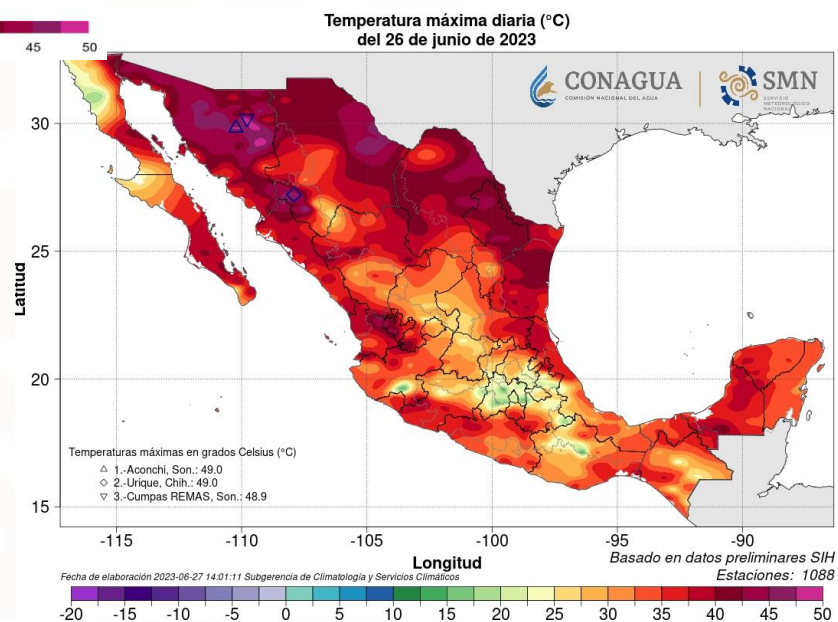 Temperatura máxima diaria (°C)
del 26 de junio de 2023
45 50
CONAGUA
COMISIÓN NACIONAL DEL AGUA
SMN
SERVICIO
METEOROLÓGICO
NACIONAL
30
25
20
15
Latitud
Temperaturas máximas en grados Celsius (°C)
1.-Aconchi, Son.: 49.0
2.-Urique, Chih.: 49.0
3.-Cumpas REMAS, Son.: 48.9
-115 -110 -105 -100 -95 -90
Longitud
Basado en datos preliminares SIH
Fecha de elaboración 2023-06-27 14:01:11 Subgerencia de Climatología y Servicios Climáticos
Estaciones: 1088
-20 -15 -10 -5 0 5 10 15 20 25 30 35 40 45 50